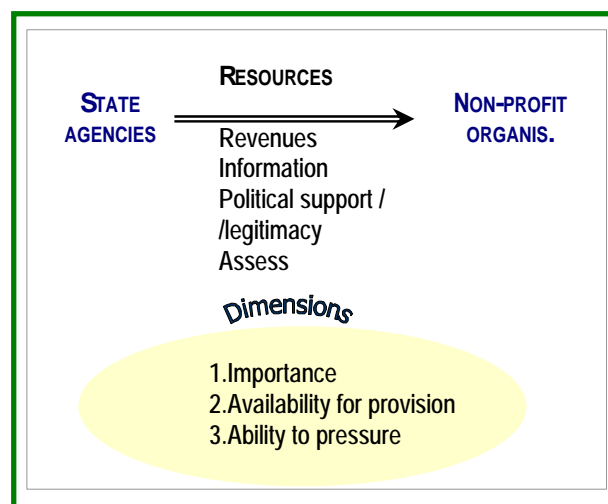 RESOURCES
STATE
AGENCIES
NON-PROFIT
ORGANIS.
Revenues
Information
Political support /
/legitimacy
Assess
Dimensions
1.Importance
2.Availability for provision
3.Ability to pressure